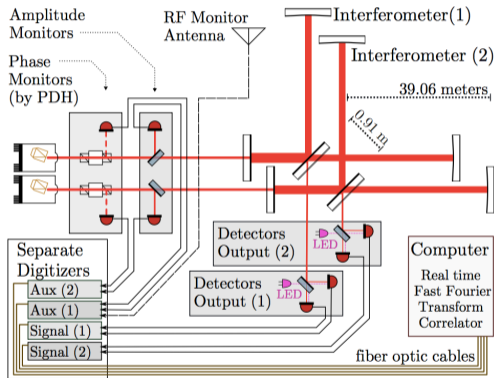 Amplitude
Monitors
RF Monitor
Antenna
Interferometer(1)
Interferometer (2)
Phase
Monitors
(by PDH)
39.06 meters
0.91 m
Detectors
Output (2)
LED
Detectors
Output (1)
LED
Separate
Digitizers
Aux (2)
Aux (1)
Signal (1)
Signal (2)
Computer
Real time
Fast Fourier
Transform
Correlator
fiber optic cables